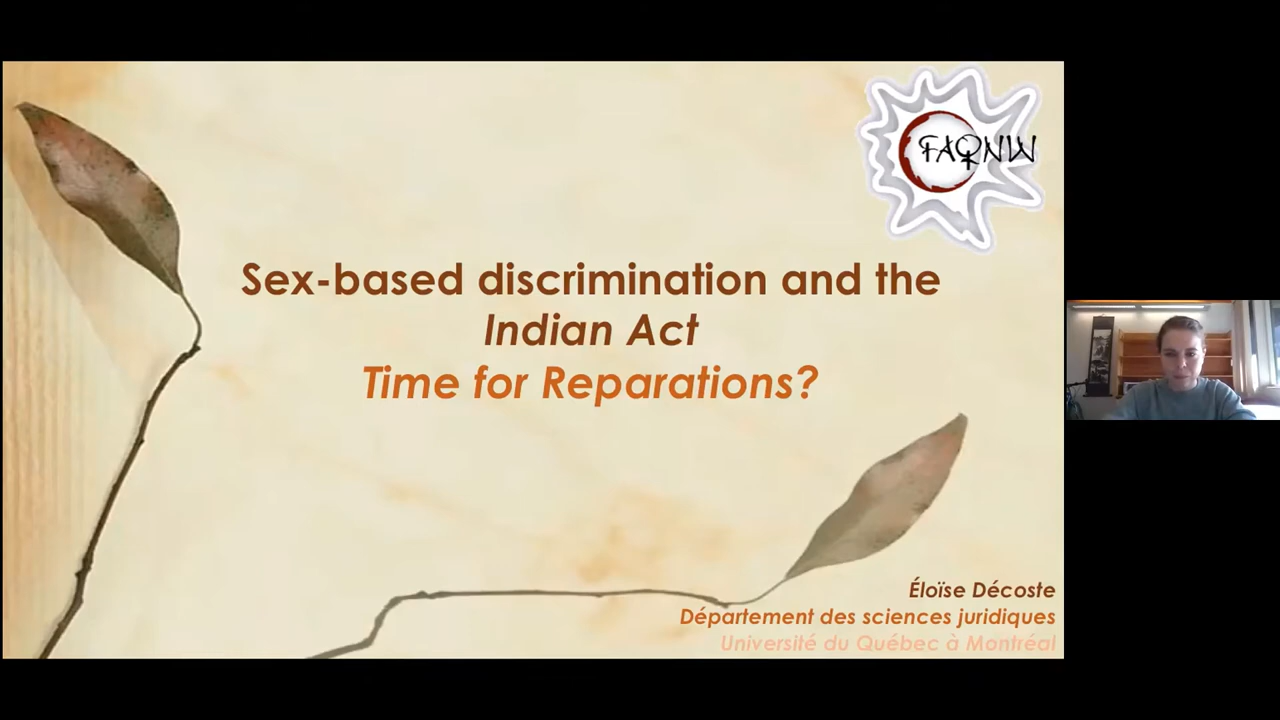 FAQNW
Sex-based discrimination and the
Indian Act
Time for Reparations?
Éloïse Décoste
Département des sciences juridiques
Université du Québec à Montréal